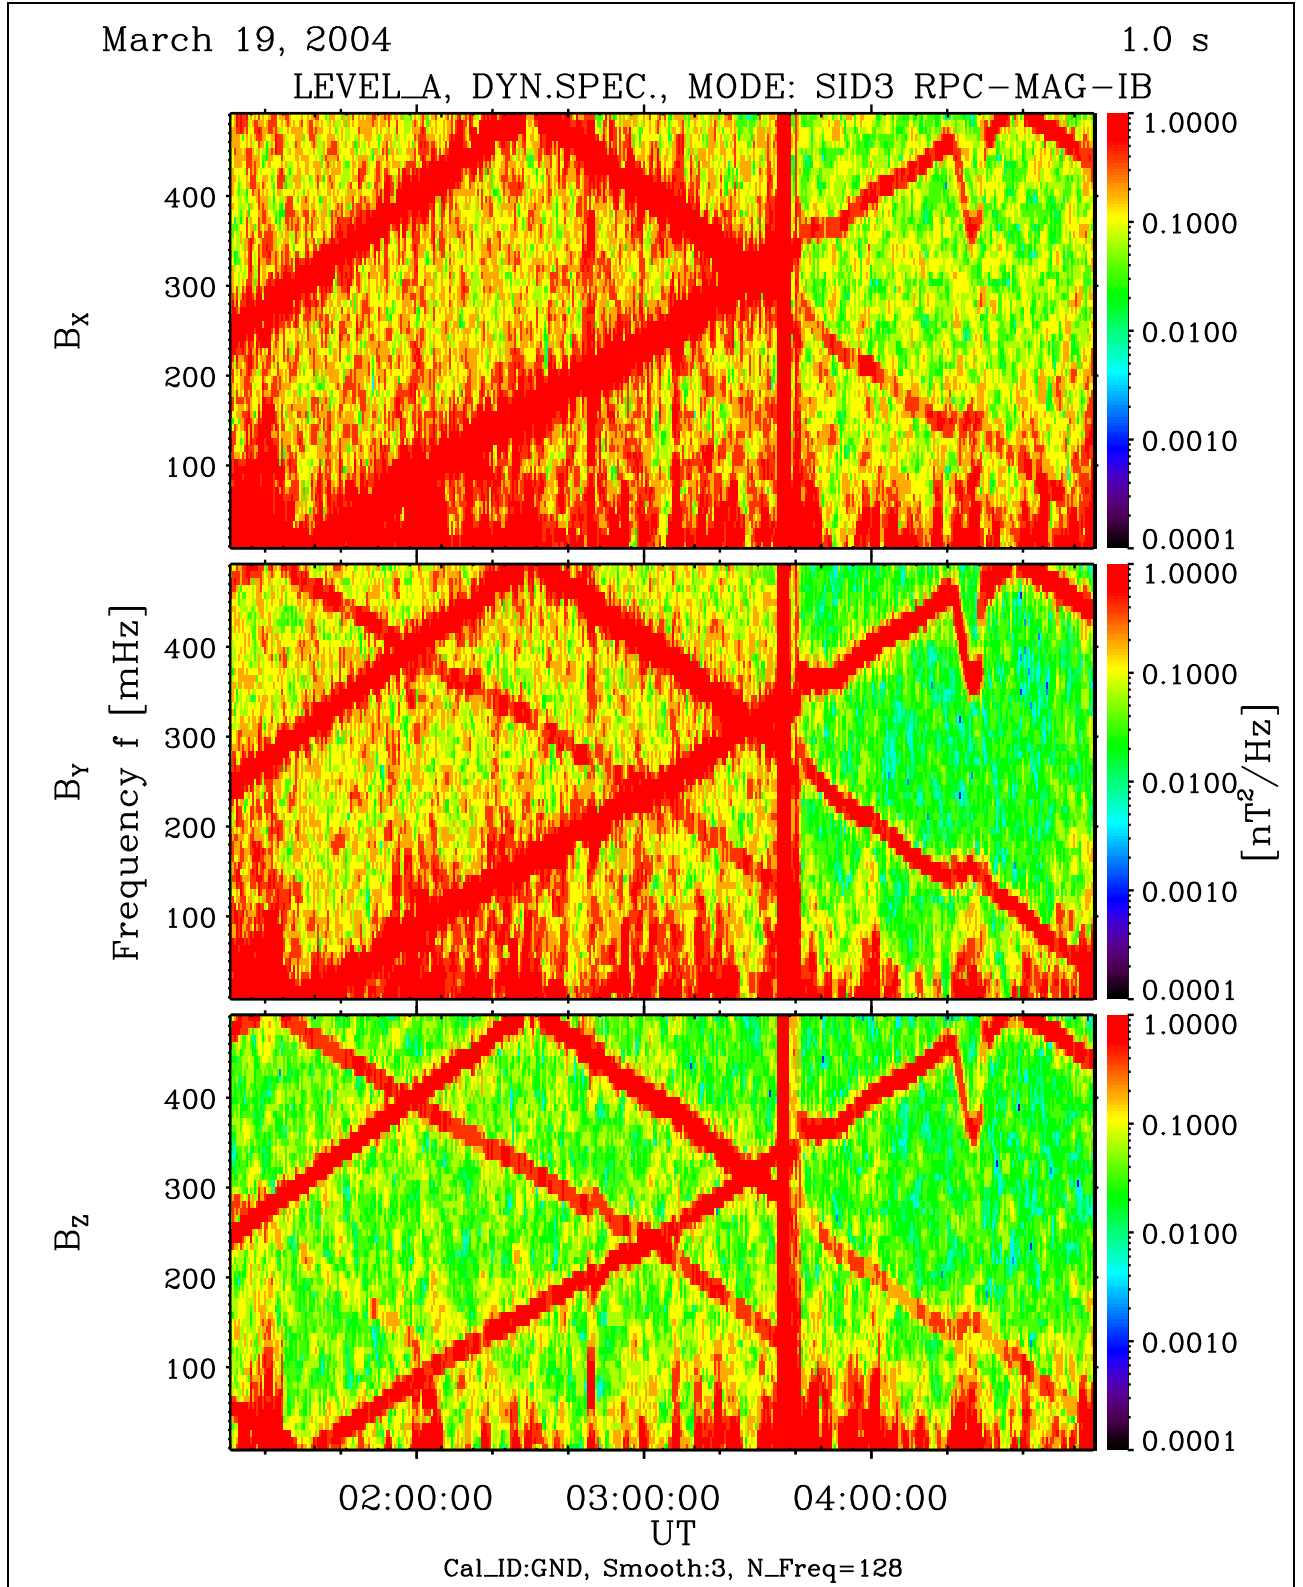 March 19, 2004 1.0 s
LEVEL_A, DYN.SPEC., MODE: SID3 RPC-MAG-IB
BX
400
300
200
100
1.0000
0.1000
0.0100
0.0010
0.0001
BY
Frequency f [mHz]
400
300
200
100
1.0000
0.1000
0.0100
0.0010
0.0001
[nT²/Hz]
BZ
400
300
200
100
1.0000
0.1000
0.0100
0.0010
0.0001
02:00:00 03:00:00 04:00:00
UT
Cal_ID:GND, Smooth:3, N_Freq=128